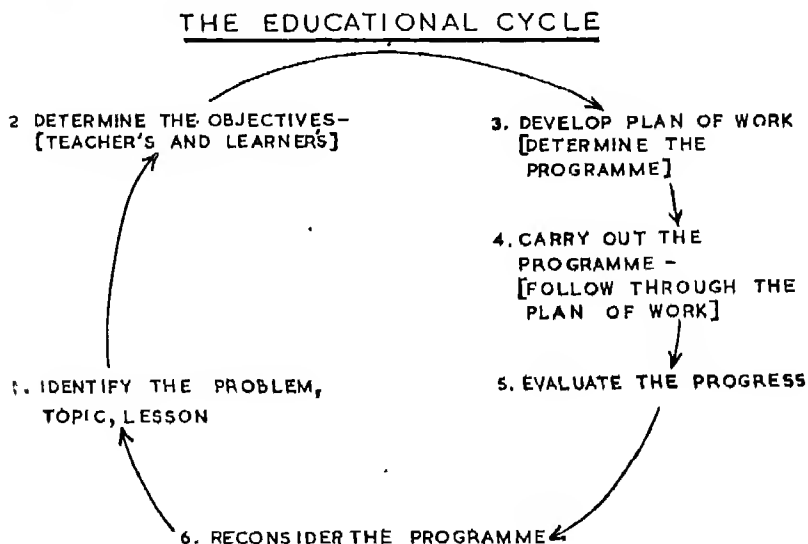 THE EDUCATIONAL CYCLE
2 DETERMINE THE OBJECTIVES-
[TEACHER'S AND LEARNER'S]
3. DEVELOP PLAN OF WORK
[DETERMINE THE
PROGRAMME]
4. CARRY OUT THE
PROGRAMME -
[FOLLOW THROUGH THE
PLAN OF WORK]
1. IDENTIFY THE PROBLEM,
TOPIC, LESSON
5. EVALUATE THE PROGRESS
6. RECONSIDER THE PROGRAMME